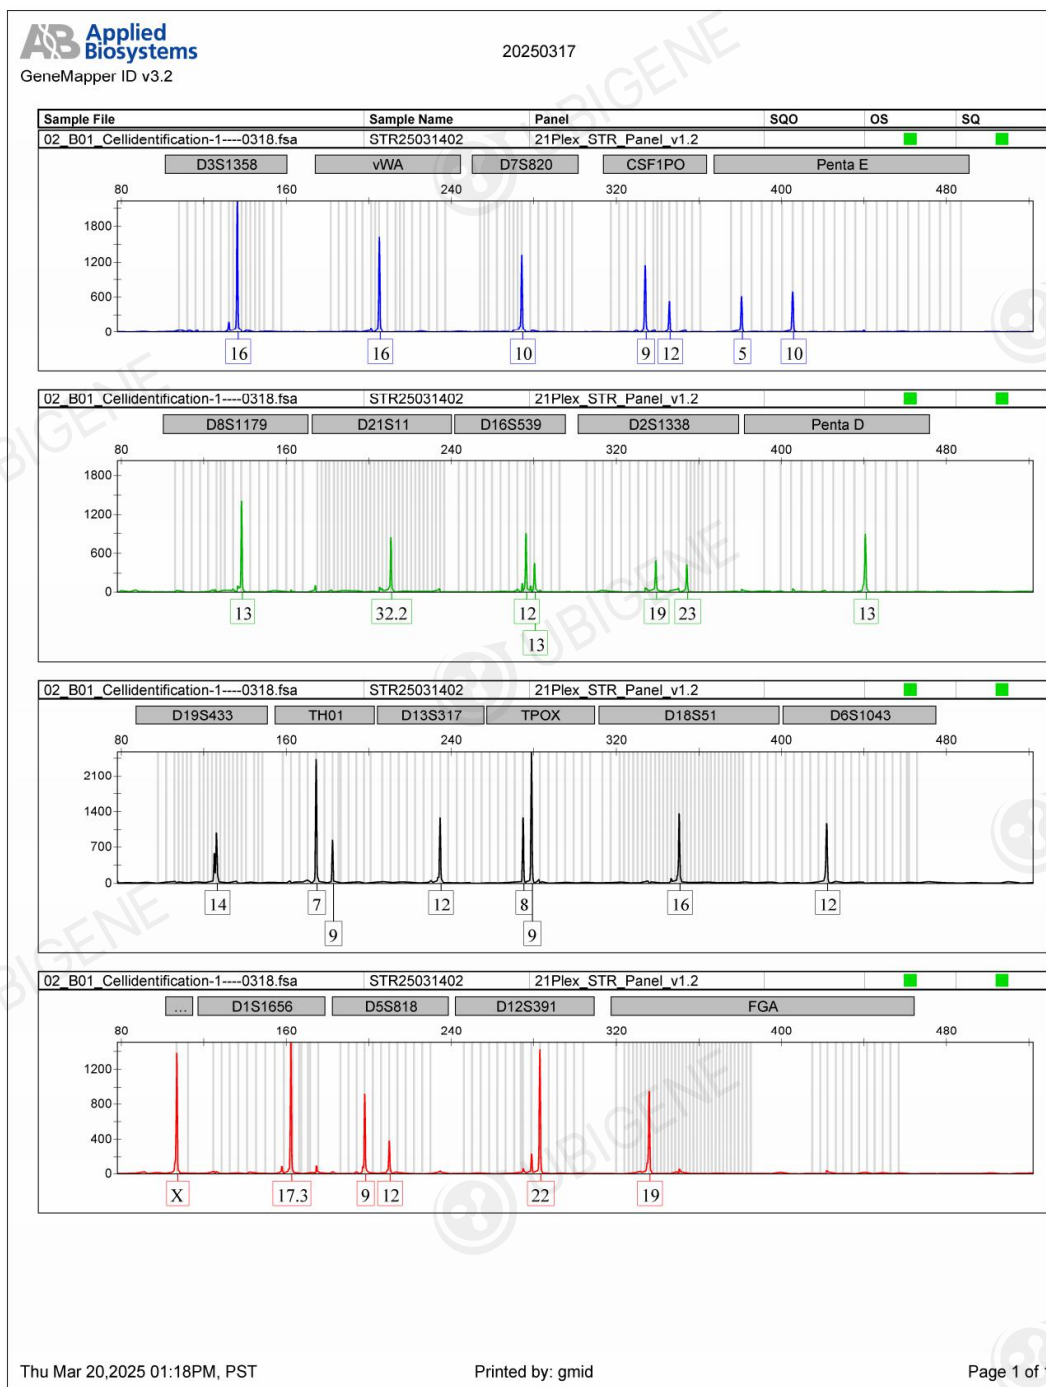 AB Applied
Biosystems
GeneMapper ID v3.2
20250317
Sample File Sample Name Panel SQO OS SQ
02_B01_Cellidentification-1----0318.fsa STR25031402 21Plex_STR_Panel_v1.2
D3S1358 vWA D7S820 CSF1PO Penta E
80 160 240 320 400 480
1800
1200
600
0
16 16 10 9 12 5 10
02_B01_Cellidentification-1----0318.fsa STR25031402 21Plex_STR_Panel_v1.2
D8S1179 D21S11 D16S539 D2S1338 Penta D
80 160 240 320 400 480
1800
1200
600
0
13 32.2 12 19 23 13
13
02_B01_Cellidentification-1----0318.fsa STR25031402 21Plex_STR_Panel_v1.2
D19S433 TH01 D13S317 TPOX D18S51 D6S1043
80 160 240 320 400 480
2100
1400
700
0
14 7 12 8 16 12
9 9
02_B01_Cellidentification-1----0318.fsa STR25031402 21Plex_STR_Panel_v1.2
... D1S1656 D5S818 D12S391 FGA
80 160 240 320 400 480
1200
800
400
0
X 17.3 9 12 22 19
Thu Mar 20,2025 01:18PM, PST Printed by: gmid Page 1 of 1
UBIGENE
UBIGENE
UBIGENE
UBIGENE